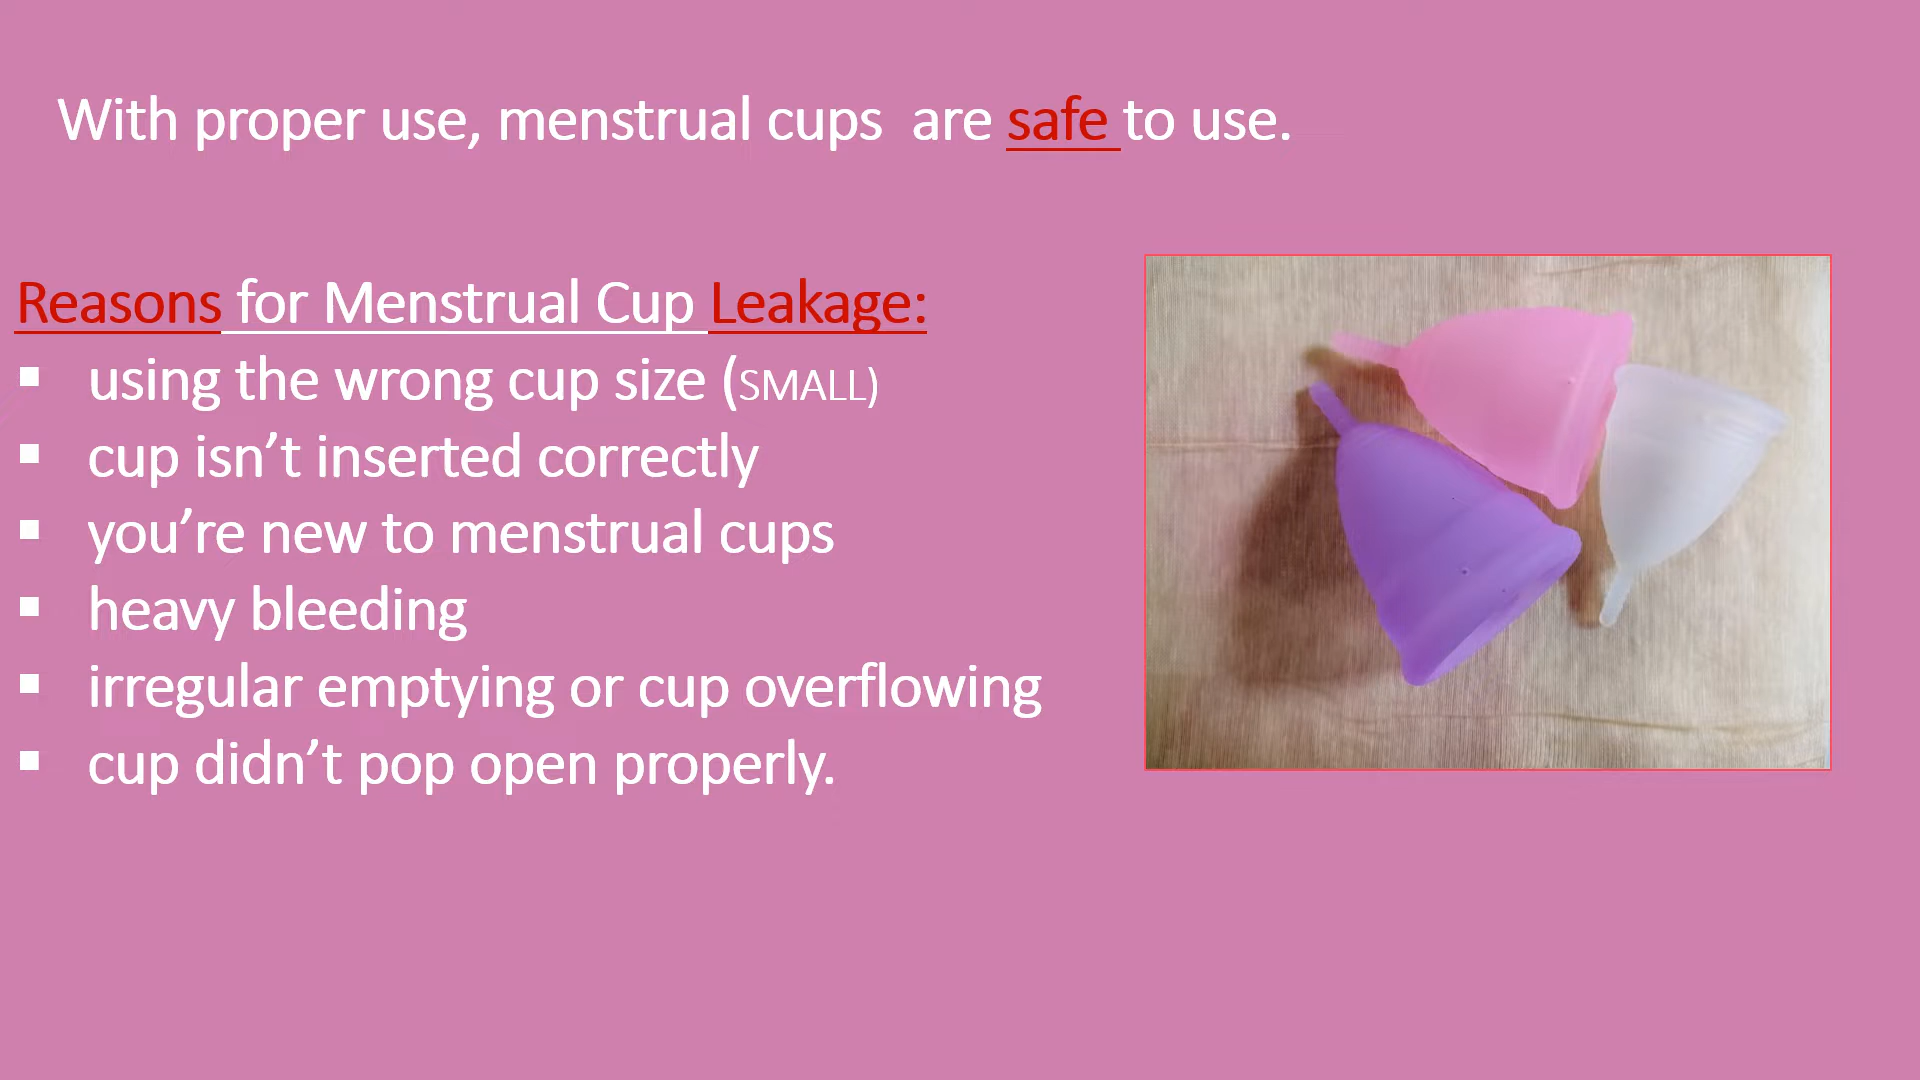 With proper use, menstrual cups  are safe to use.
Reasons for Menstrual Cup Leakage:
▪ using the wrong cup size (SMALL)
▪ cup isn’t inserted correctly
▪ you’re new to menstrual cups
▪ heavy bleeding
▪ irregular emptying or cup overflowing
▪ cup didn’t pop open properly.